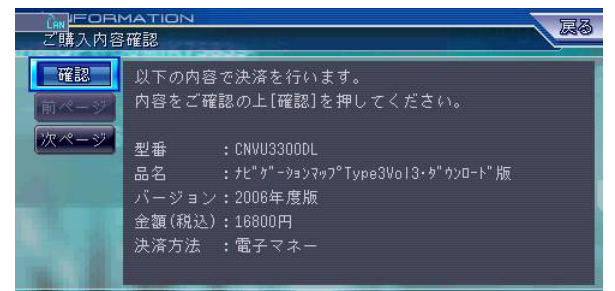 LAN INFORMATION
ご購入内容確認
戻る
確認
前ページ
次ページ
以下の内容で決済を行います。
内容をご確認の上[確認]を押してください。
型番　　　：CNVU3300DL
品名　　　：ﾅﾋﾞｹﾞｰｼｮﾝﾏｯﾌﾟType3Vol3･ﾀﾞｳﾝﾛｰﾄﾞ版
バージョン：2006年度版
金額(税込)：16800円
決済方法　：電子マネー